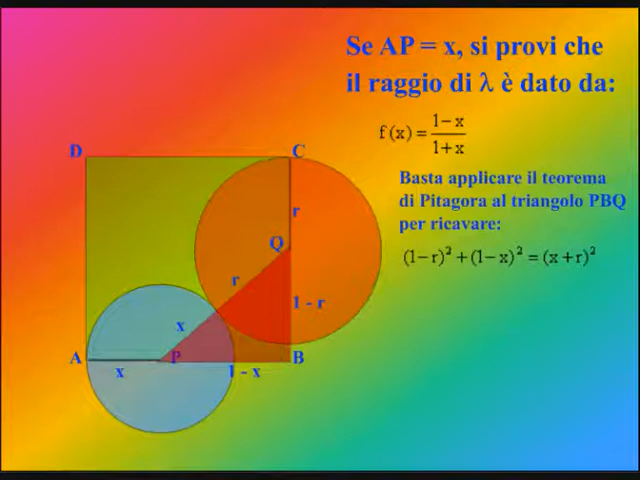 Se AP = x, si provi che
il raggio di λ è dato da:
f(x) = (1-x)/(1+x)
Basta applicare il teorema
di Pitagora al triangolo PBQ
per ricavare:
(1-r)² + (1-x)² = (x+r)²
D
C
r
Q
r
1 - r
x
A
P
B
x
1 - x